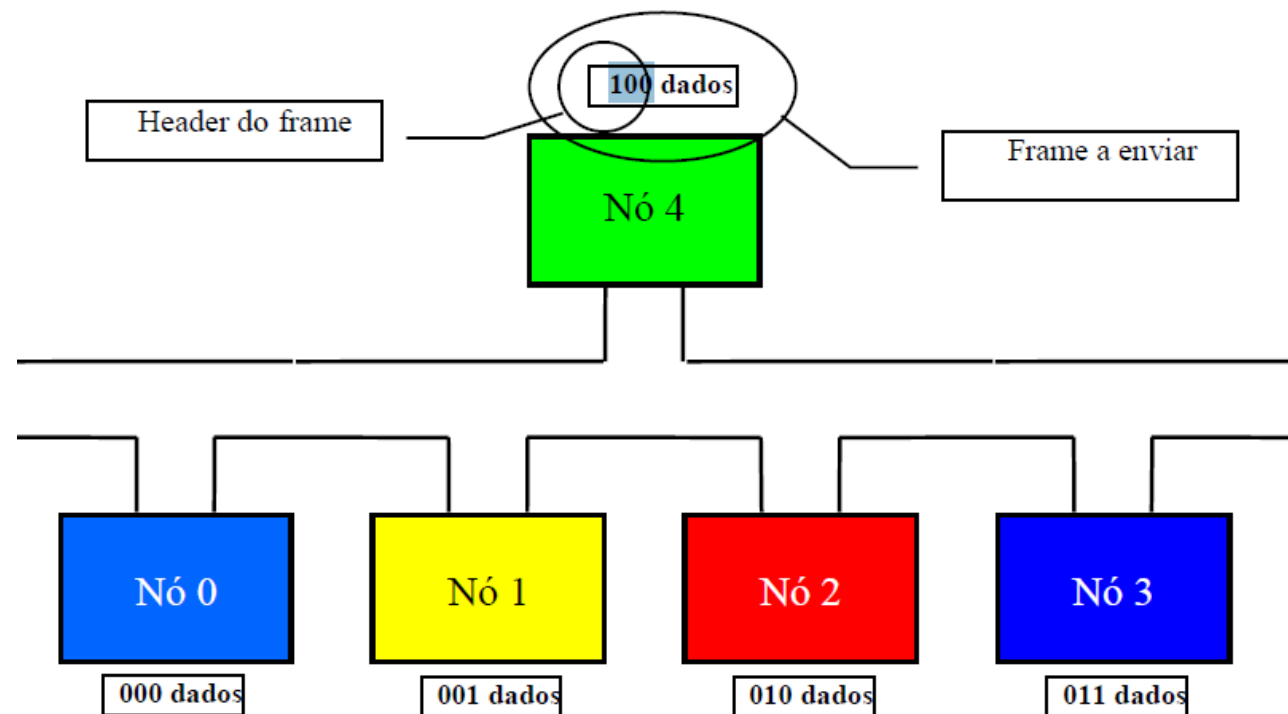 100 dados
Header do frame
Frame a enviar
Nó 4
Nó 0
Nó 1
Nó 2
Nó 3
000 dados
001 dados
010 dados
011 dados